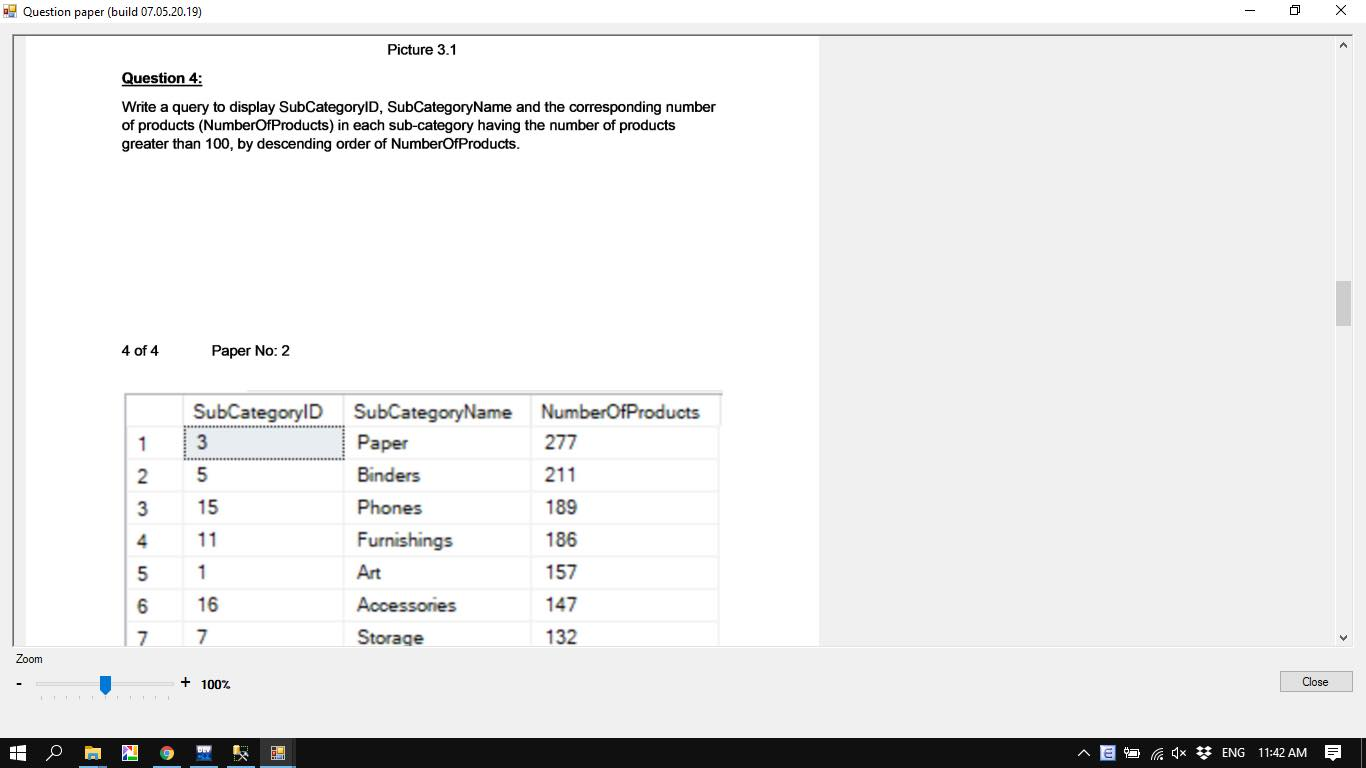 Question paper (build 07.05.20.19)
Picture 3.1
Question 4:
Write a query to display SubCategoryID, SubCategoryName and the corresponding number
of products (NumberOfProducts) in each sub-category having the number of products
greater than 100, by descending order of NumberOfProducts.
4 of 4 Paper No: 2
SubCategoryID SubCategoryName NumberOfProducts
1 3 Paper 277
2 5 Binders 211
3 15 Phones 189
4 11 Furnishings 186
5 1 Art 157
6 16 Accessories 147
7 7 Storage 132
Zoom
- + 100%
Close
DEV
ENG 11:42 AM